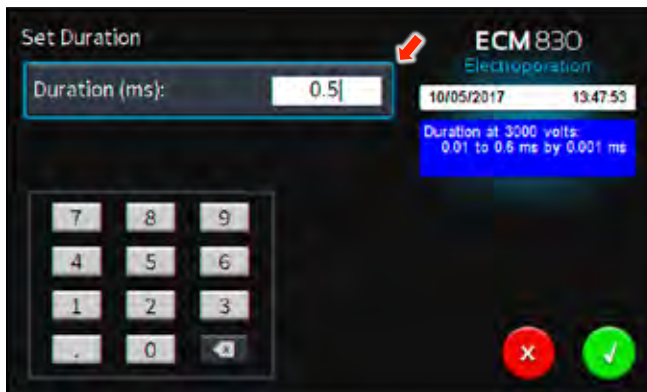 Set Duration
Duration (ms): 0.5
ECM 830
Electroporation
10/05/2017 13:47:53
Duration at 3000 volts:
0.01 to 0.6 ms by 0.001 ms
7 8 9
4 5 6
1 2 3
. 0